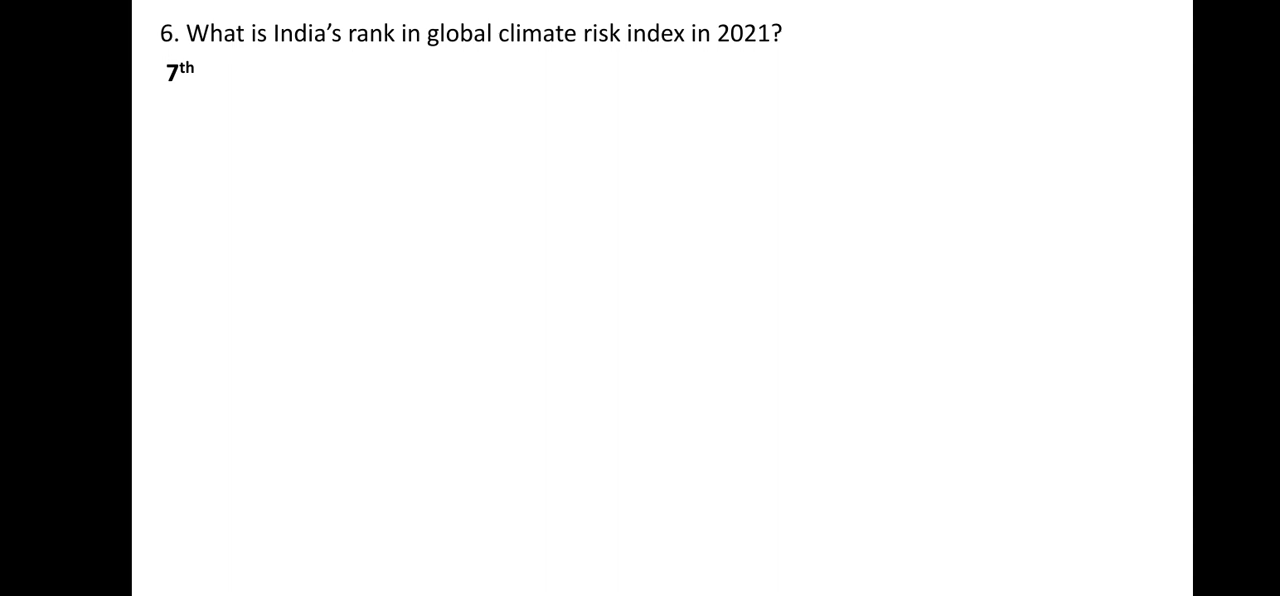 6. What is India’s rank in global climate risk index in 2021?
7th